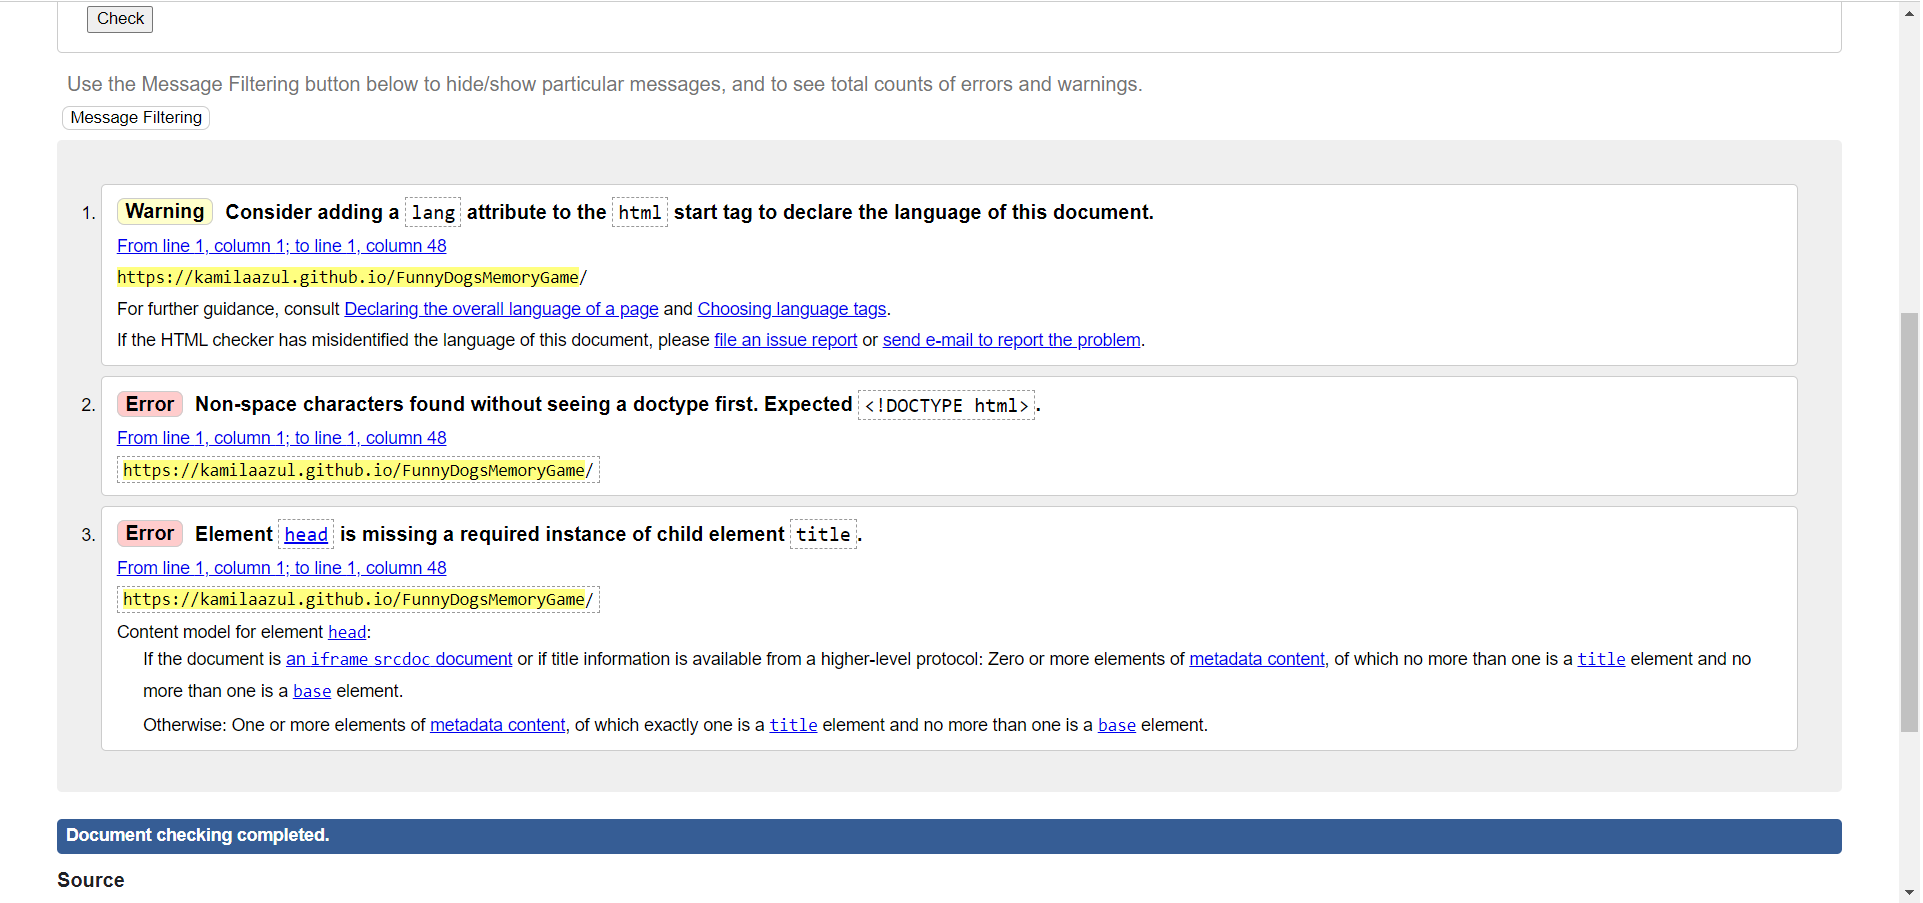 Check
Use the Message Filtering button below to hide/show particular messages, and to see total counts of errors and warnings.
Message Filtering
1. Warning Consider adding a lang attribute to the html start tag to declare the language of this document.
From line 1, column 1; to line 1, column 48
https://kamilaazul.github.io/FunnyDogsMemoryGame/
For further guidance, consult Declaring the overall language of a page and Choosing language tags.
If the HTML checker has misidentified the language of this document, please file an issue report or send e-mail to report the problem.
2. Error Non-space characters found without seeing a doctype first. Expected <!DOCTYPE html>.
From line 1, column 1; to line 1, column 48
https://kamilaazul.github.io/FunnyDogsMemoryGame/
3. Error Element head is missing a required instance of child element title.
From line 1, column 1; to line 1, column 48
https://kamilaazul.github.io/FunnyDogsMemoryGame/
Content model for element head:
If the document is an iframe srcdoc document or if title information is available from a higher-level protocol: Zero or more elements of metadata content, of which no more than one is a title element and no
more than one is a base element.
Otherwise: One or more elements of metadata content, of which exactly one is a title element and no more than one is a base element.
Document checking completed.
Source